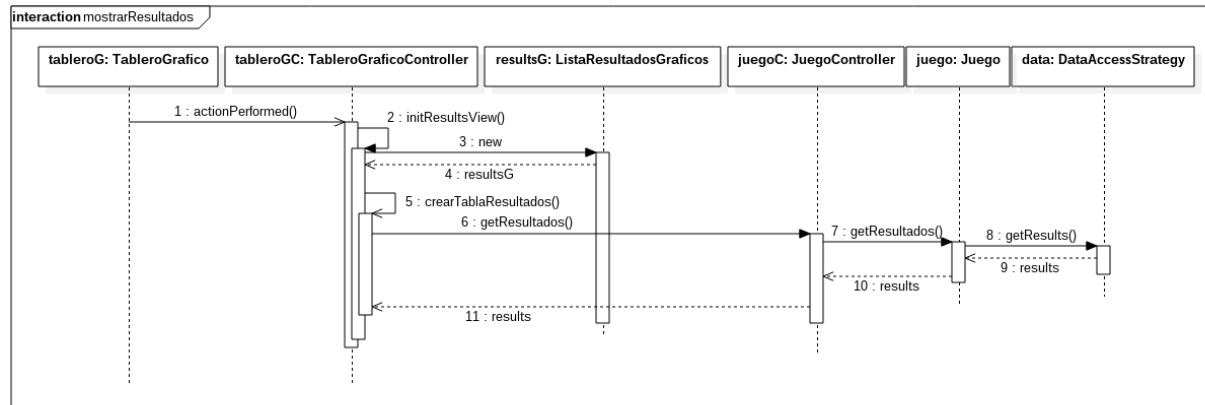 interaction mostrarResultados
tableroG: TableroGrafico
tableroGC: TableroGraficoController
resultsG: ListaResultadosGraficos
juegoC: JuegoController
juego: Juego
data: DataAccessStrategy
1 : actionPerformed()
2 : initResultsView()
3 : new
4 : resultsG
5 : crearTablaResultados()
6 : getResultados()
7 : getResultados()
8 : getResults()
9 : results
10 : results
11 : results